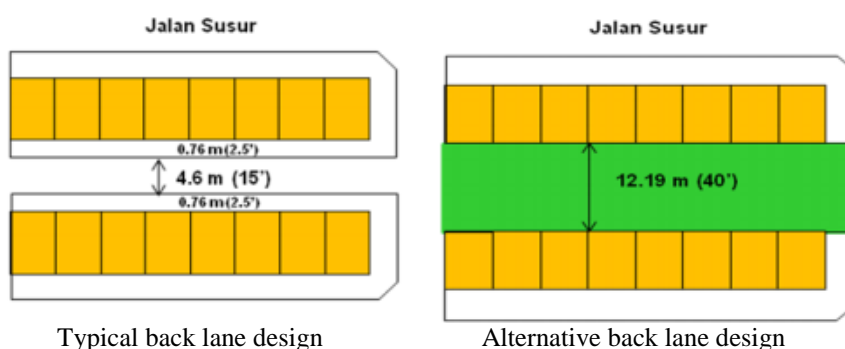 Jalan Susur
0.76 m(2.5')
4.6 m (15')
0.76 m(2.5')
Typical back lane design
Jalan Susur
12.19 m (40')
Alternative back lane design